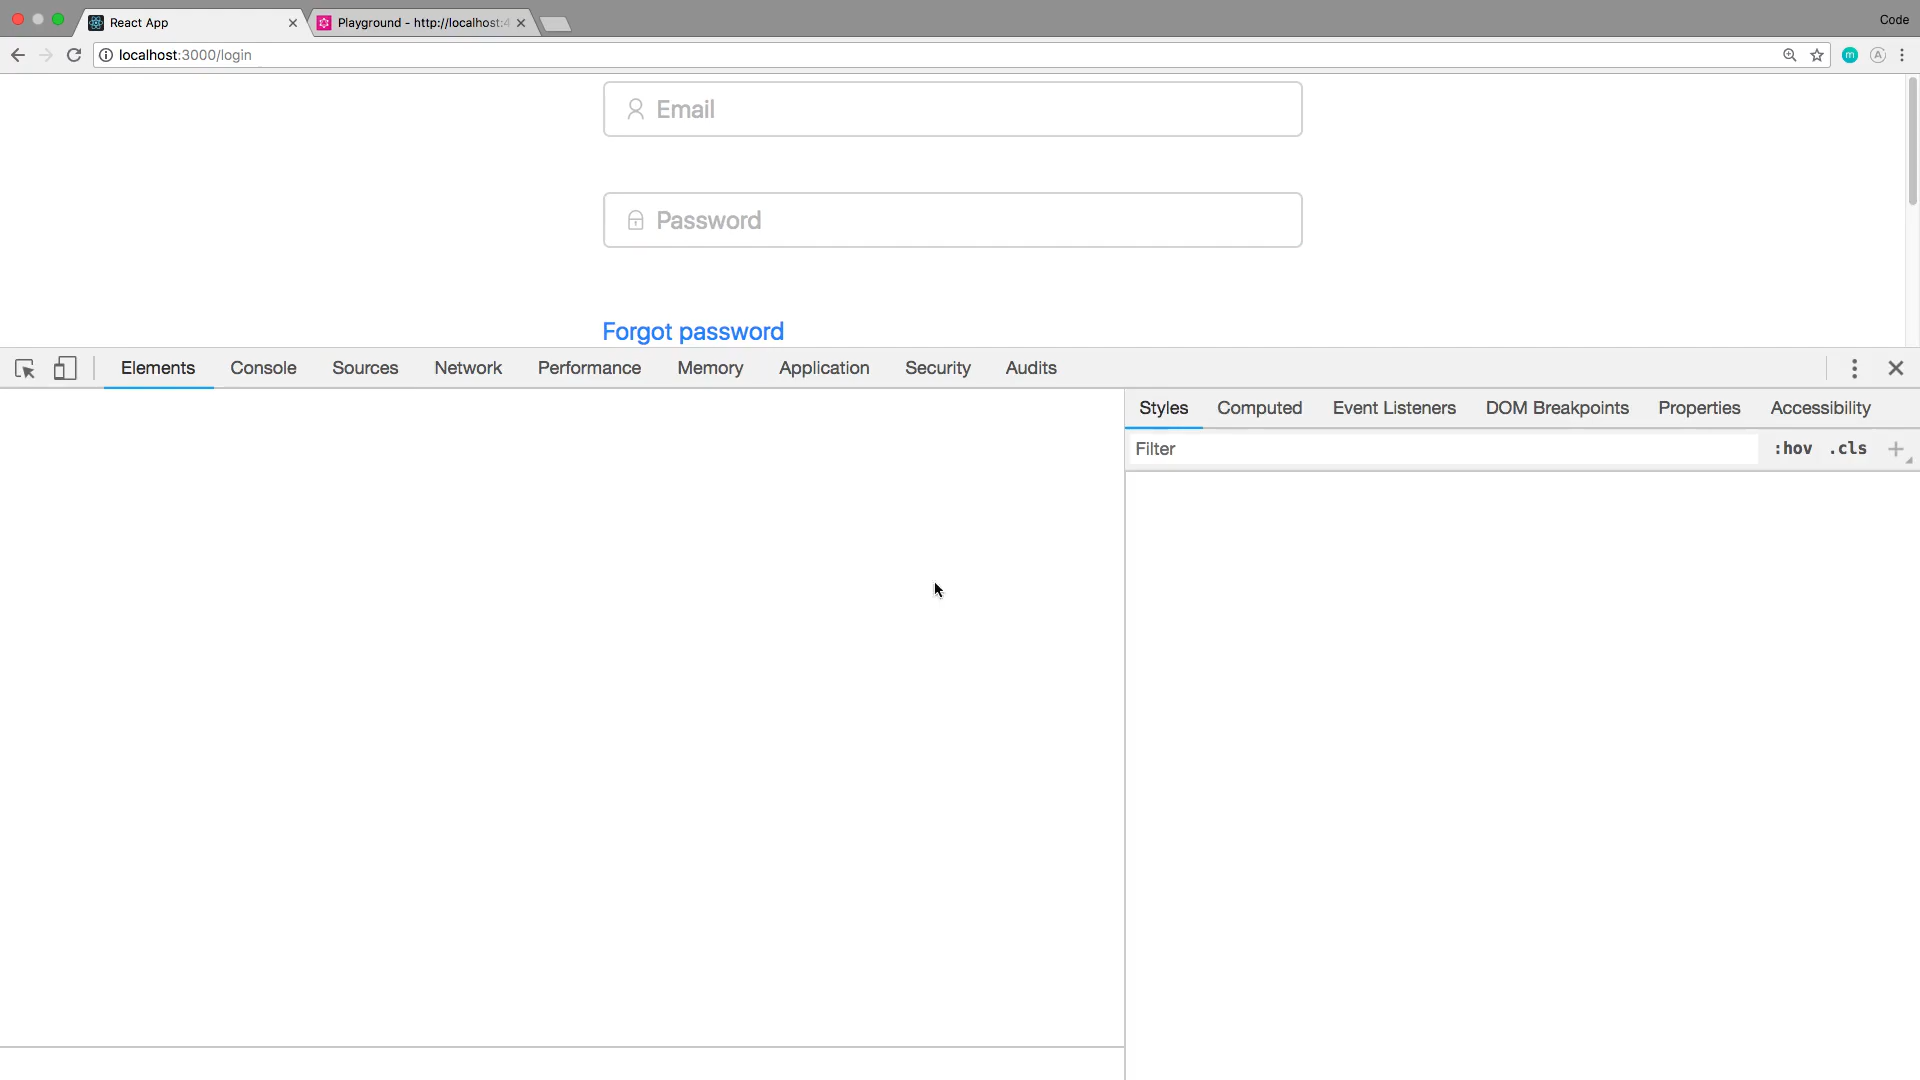 React App
Playground - http://localhost:4
Code
localhost:3000/login
Email
Password
Forgot password
Elements Console Sources Network Performance Memory Application Security Audits
Styles Computed Event Listeners DOM Breakpoints Properties Accessibility
Filter :hov .cls